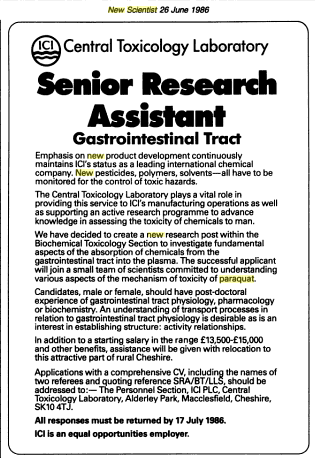 New Scientist 26 June 1986
ICI
Central Toxicology Laboratory
Senior Research
Assistant
Gastrointestinal Tract
Emphasis on new product development continuously
maintains ICI's status as a leading international chemical
company. New pesticides, polymers, solvents—all have to be
monitored for the control of toxic hazards.
The Central Toxicology Laboratory plays a vital role in
providing this service to ICI's manufacturing operations as well
as supporting an active research programme to advance
knowledge in assessing the toxicity of chemicals to man.
We have decided to create a new research post within the
Biochemical Toxicology Section to investigate fundamental
aspects of the absorption of chemicals from the
gastrointestinal tract into the plasma. The successful applicant
will join a small team of scientists committed to understanding
various aspects of the mechanism of toxicity of paraquat.
Candidates, male or female, should have post-doctoral
experience of gastrointestinal tract physiology, pharmacology
or biochemistry. An understanding of transport processes in
relation to gastrointestinal tract physiology is desirable as is an
interest in establishing structure: activity relationships.
In addition to a starting salary in the range £13,500-£15,000
and other benefits, assistance will be given with relocation to
this attractive part of rural Cheshire.
Applications with a comprehensive CV, including the names of
two referees and quoting reference SRA/BT/LLS, should be
addressed to:— The Personnel Section, ICI PLC, Central
Toxicology Laboratory, Alderley Park, Macclesfield, Cheshire,
SK10 4TJ.
All responses must be returned by 17 July 1986.
ICI is an equal opportunities employer.